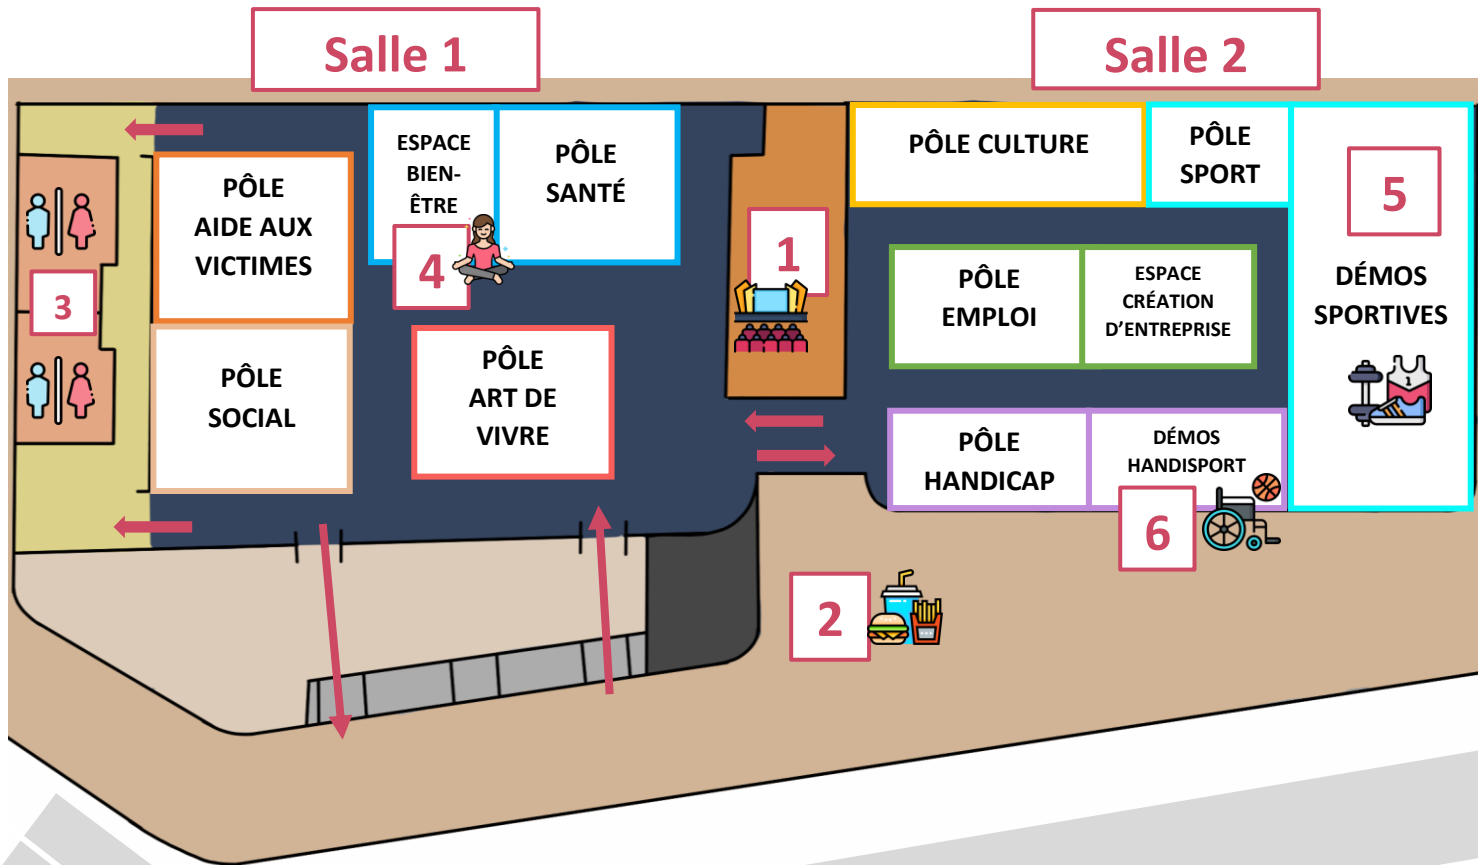 Salle 1
Salle 2
PÔLE
AIDE AUX
VICTIMES
ESPACE
BIEN-
ÊTRE
4
PÔLE
SANTÉ
3
PÔLE
SOCIAL
PÔLE
ART DE
VIVRE
1
PÔLE CULTURE
PÔLE
SPORT
5
DÉMOS
SPORTIVES
1
PÔLE
EMPLOI
ESPACE
CRÉATION
D'ENTREPRISE
PÔLE
HANDICAP
DÉMOS
HANDISPORT
6
2